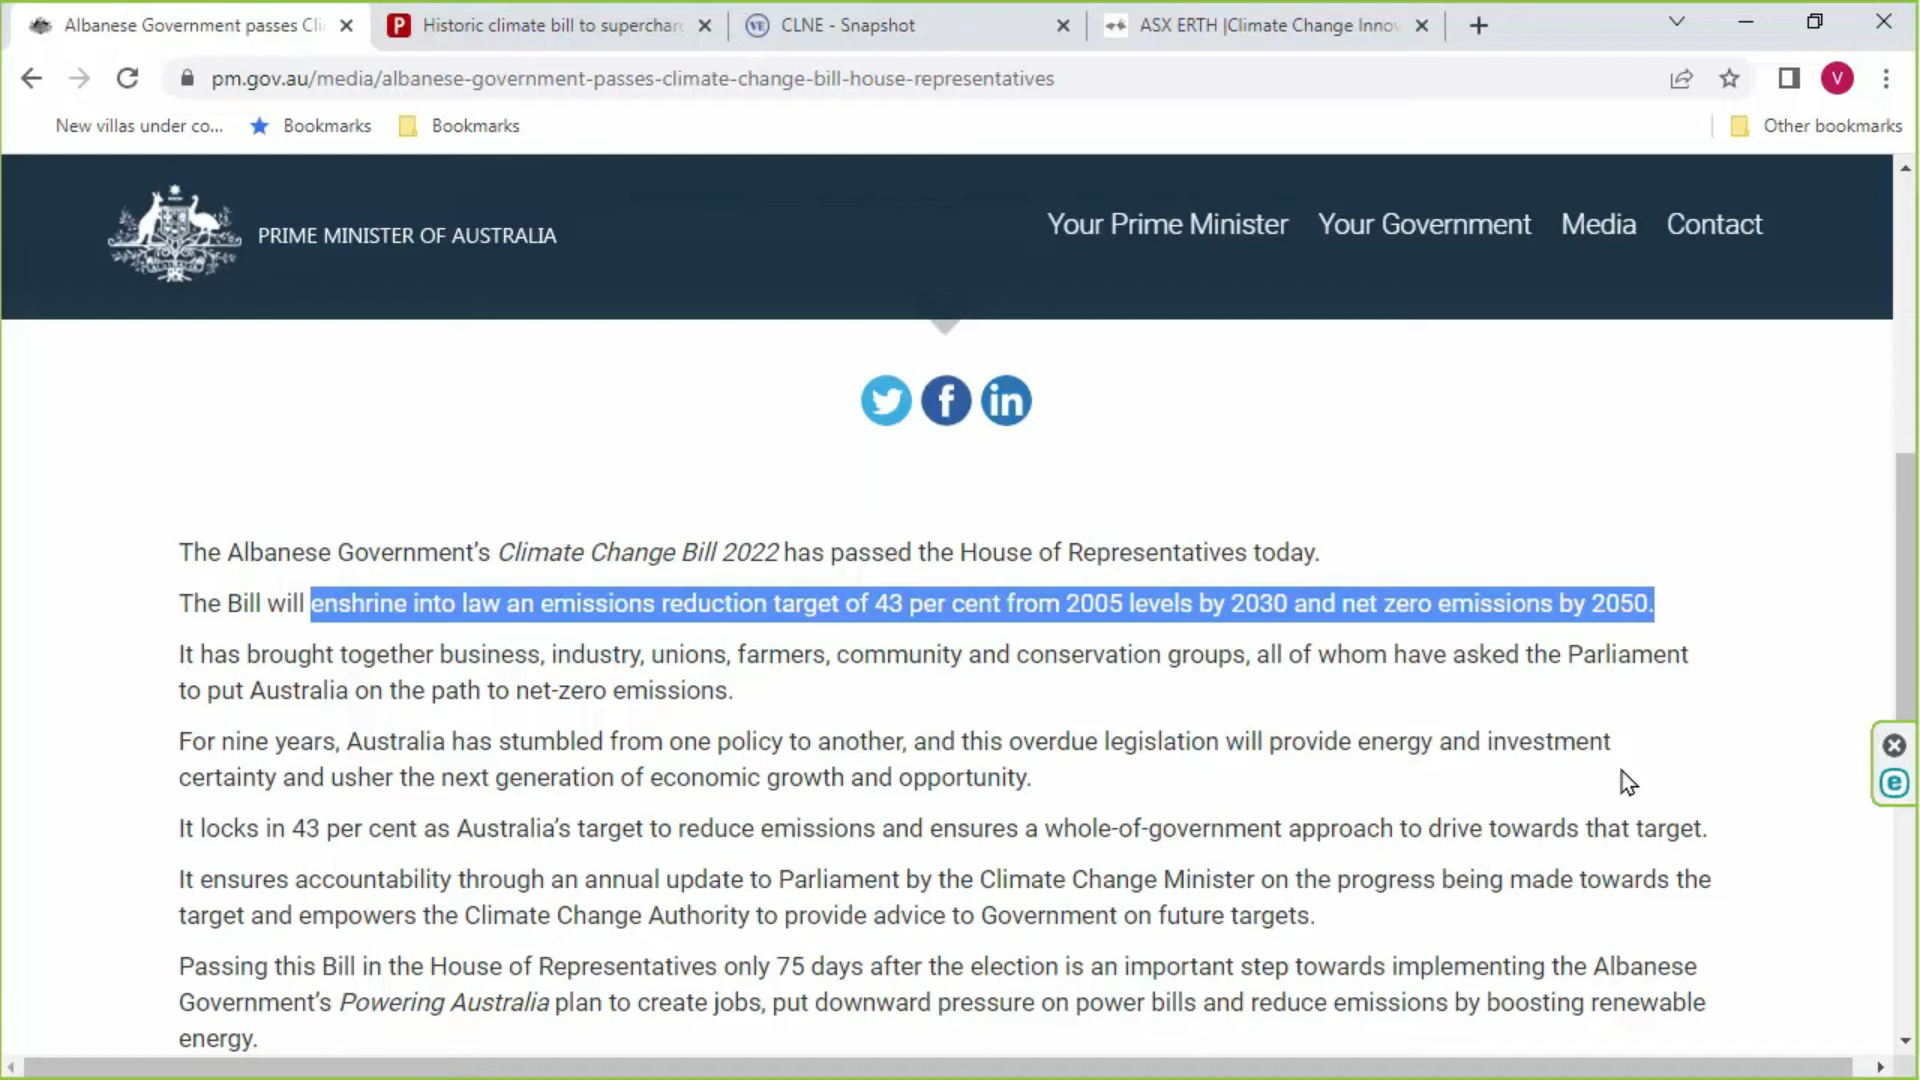 Albanese Government passes Cli
Historic climate bill to supercharg
CLNE - Snapshot
ASX ERTH |Climate Change Innov
pm.gov.au/media/albanese-government-passes-climate-change-bill-house-representatives
V
New villas under co...
Bookmarks
Bookmarks
Other bookmarks
PRIME MINISTER OF AUSTRALIA
Your Prime Minister
Your Government
Media
Contact
The Albanese Government's Climate Change Bill 2022 has passed the House of Representatives today.
The Bill will enshrine into law an emissions reduction target of 43 per cent from 2005 levels by 2030 and net zero emissions by 2050.
It has brought together business, industry, unions, farmers, community and conservation groups, all of whom have asked the Parliament
to put Australia on the path to net-zero emissions.
For nine years, Australia has stumbled from one policy to another, and this overdue legislation will provide energy and investment
certainty and usher the next generation of economic growth and opportunity.
It locks in 43 per cent as Australia's target to reduce emissions and ensures a whole-of-government approach to drive towards that target.
It ensures accountability through an annual update to Parliament by the Climate Change Minister on the progress being made towards the
target and empowers the Climate Change Authority to provide advice to Government on future targets.
Passing this Bill in the House of Representatives only 75 days after the election is an important step towards implementing the Albanese
Government's Powering Australia plan to create jobs, put downward pressure on power bills and reduce emissions by boosting renewable
energy.